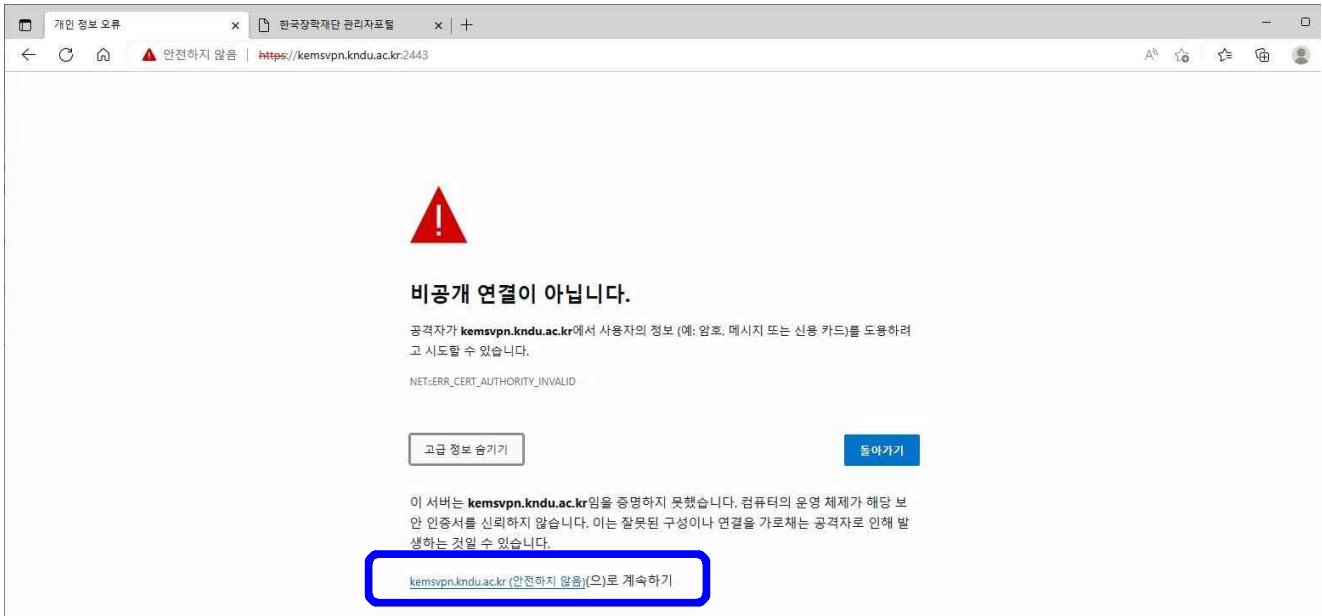 개인 정보 오류
한국장학재단 관리자포털
안전하지 않음 | https://kemsvpn.kndu.ac.kr:2443
비공개 연결이 아닙니다.
공격자가 kemsvpn.kndu.ac.kr에서 사용자의 정보 (예: 암호, 메시지 또는 신용 카드)를 도용하려
고 시도할 수 있습니다.
NET::ERR_CERT_AUTHORITY_INVALID
고급 정보 숨기기
돌아가기
이 서버는 kemsvpn.kndu.ac.kr임을 증명하지 못했습니다. 컴퓨터의 운영 체제가 해당 보
안 인증서를 신뢰하지 않습니다. 이는 잘못된 구성이나 연결을 가로채는 공격자로 인해 발
생하는 것일 수 있습니다.
kemsvpn.kndu.ac.kr (안전하지 않음)(으)로 계속하기